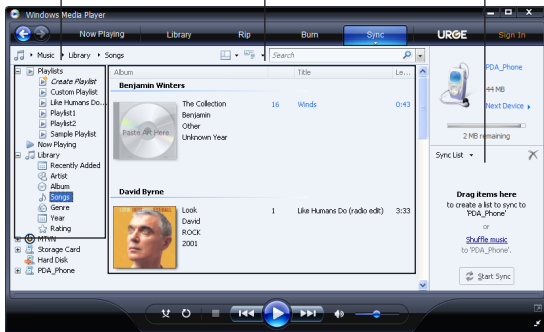 Windows Media Player
Now Playing Library Rip Burn Sync URGE Sign In
Music Library Songs
Search
Playlists
Create Playlist
Custom Playlist
Like Humans Do...
Playlist1
Playlist2
Sample Playlist
Now Playing
Library
Recently Added
Artist
Album
Songs
Genre
Year
Rating
MTVN
Storage Card
Hard Disk
PDA_Phone
Album Title Le...
Benjamin Winters
Paste Art Here
The Collection 16 Winds 0:43
Benjamin
Other
Unknown Year
David Byrne
Look 1 Like Humans Do (radio edit) 3:33
David
ROCK
2001
PDA_Phone
44 MB
Next Device
2 MB remaining
Sync List
Drag items here
to create a list to sync to
'PDA_Phone'
or
Shuffle music
to 'PDA_Phone'.
Start Sync